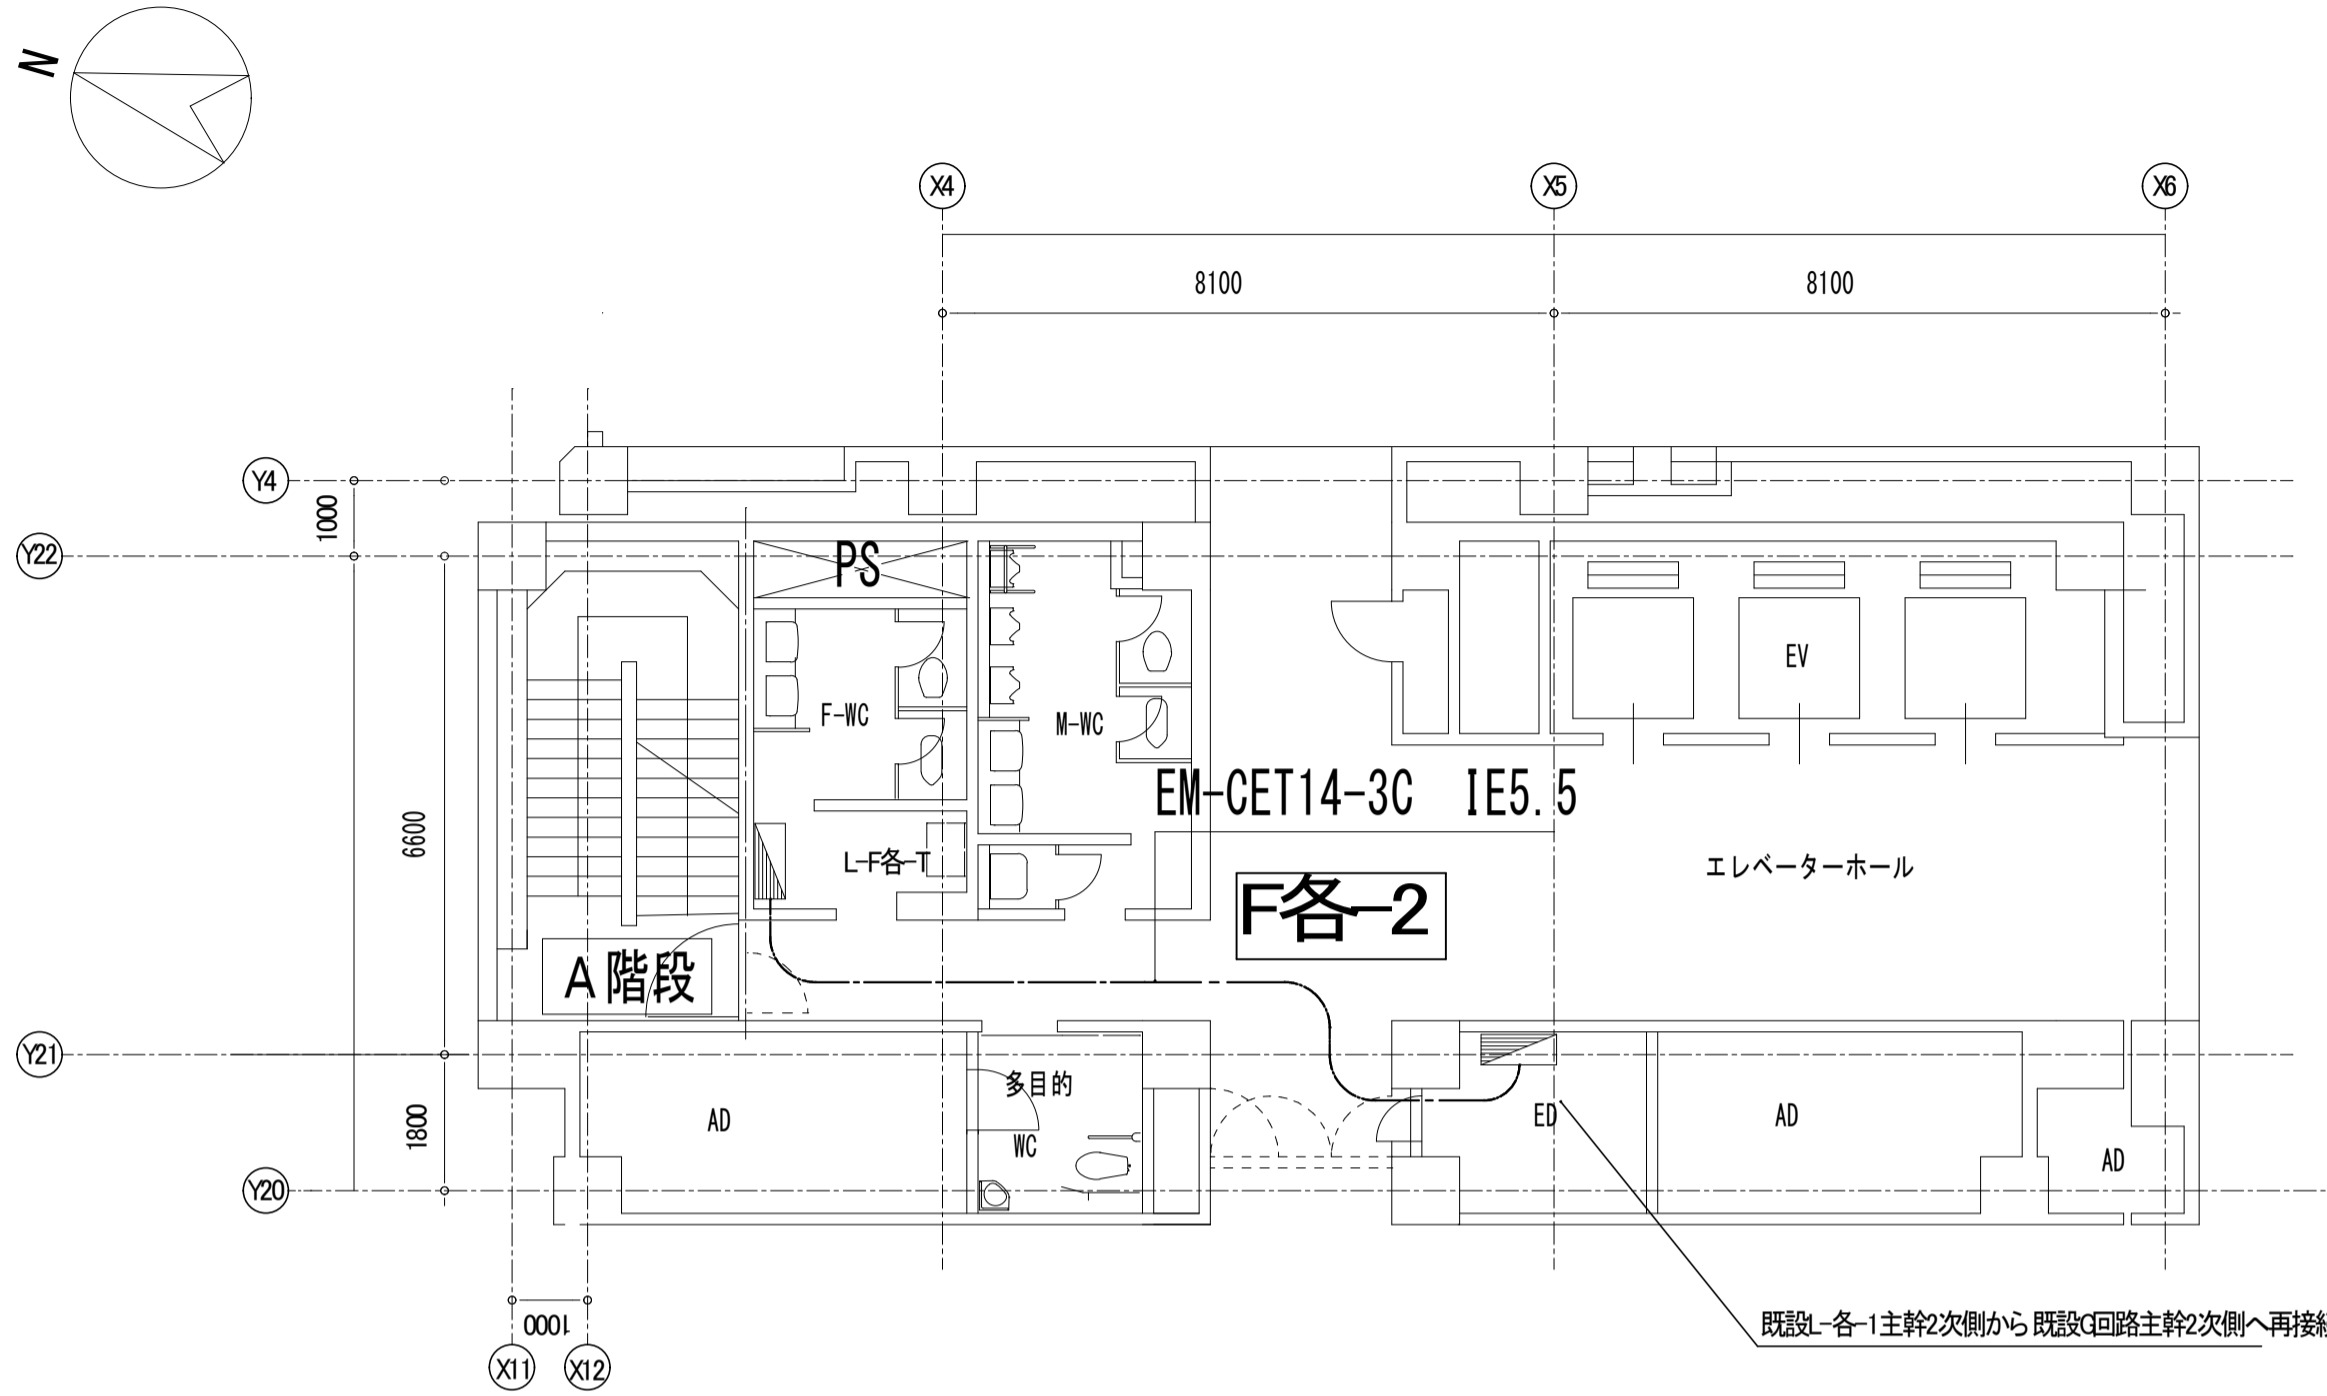 N
X4
X5
X6
8100
8100
Y4
1000
Y22
PS
EV
F-WC
M-WC
EM-CET14-3C IE5.5
6600
L-F各-T
エレベーターホール
F各-2
A階段
Y21
多目的
AD
1800
WC
ED
AD
AD
Y20
1000
既設L-各-1主幹2次側から 既設G回路主幹2次側へ再接
X11
X12